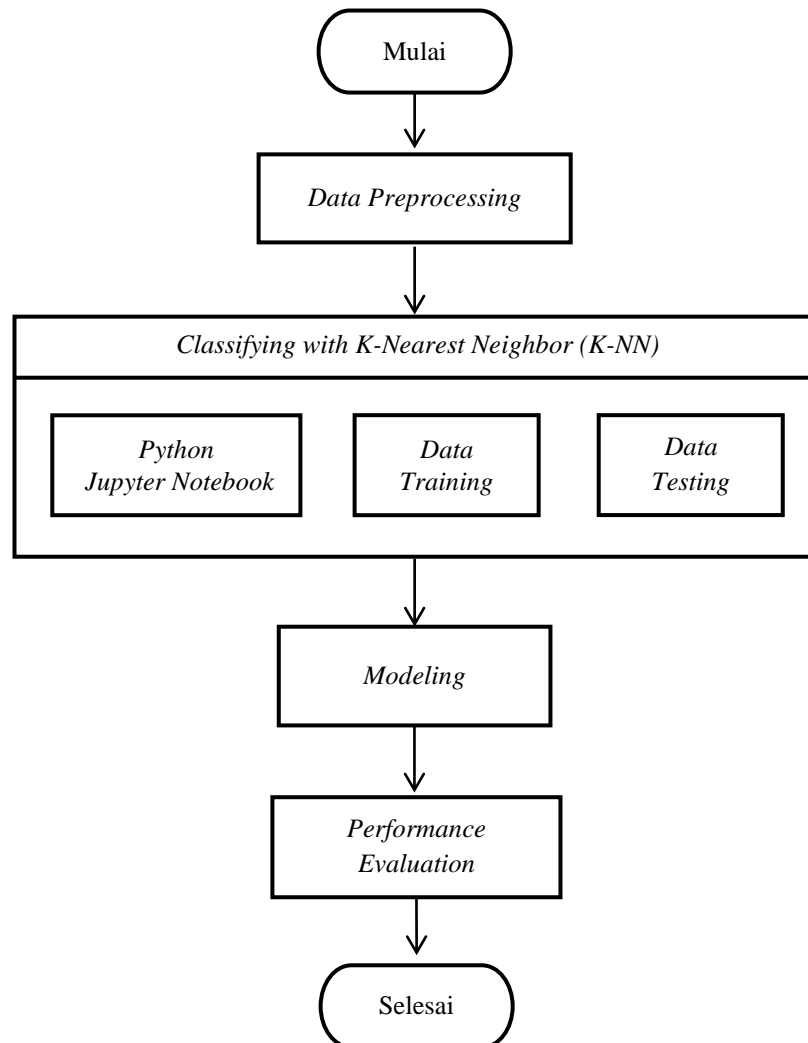 Mulai
Data Preprocessing
Classifying with K-Nearest Neighbor (K-NN)
Python
Jupyter Notebook
Data
Training
Data
Testing
Modeling
Performance
Evaluation
Selesai